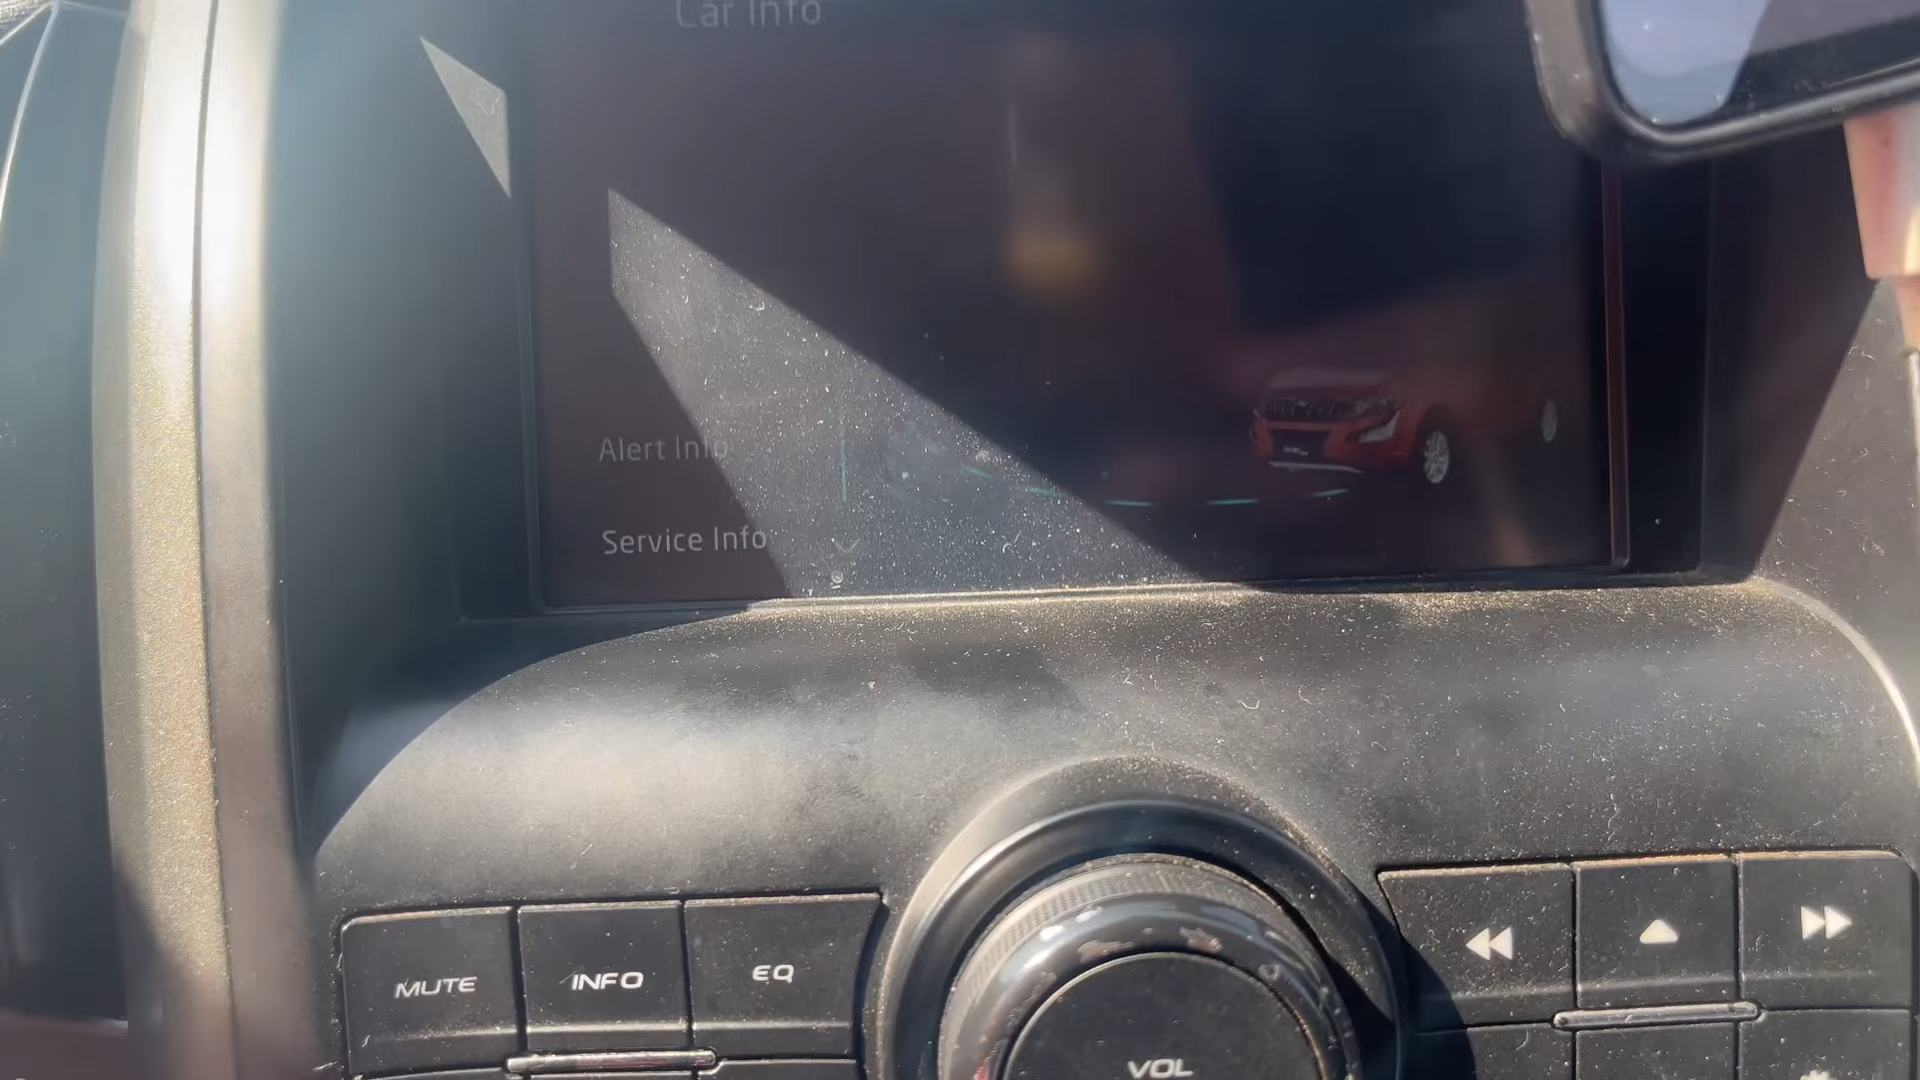 Car Info
Alert Info
Service Info
MUTE
INFO
EQ
VOL